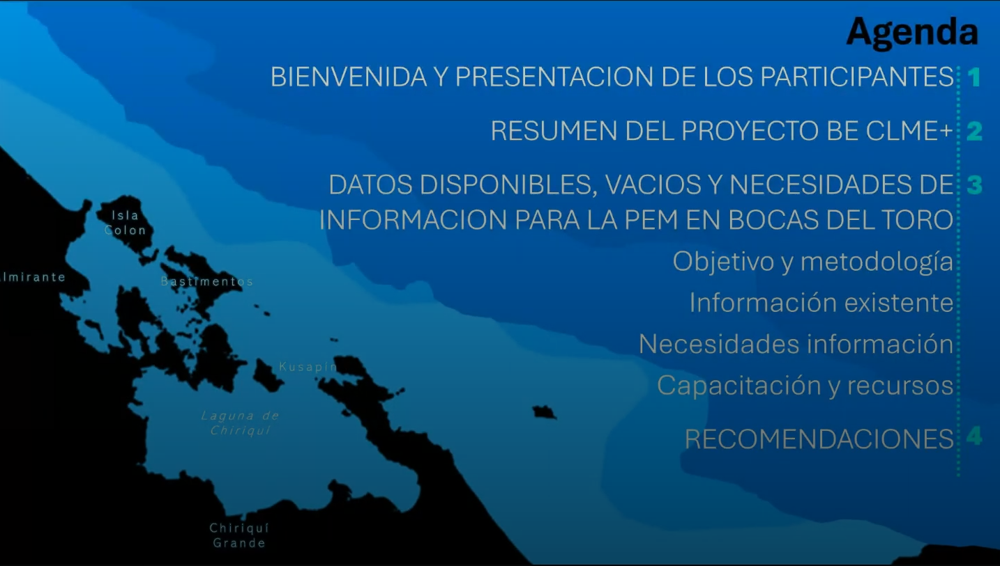 Agenda
BIENVENIDA Y PRESENTACION DE LOS PARTICIPANTES 1
RESUMEN DEL PROYECTO BE CLME+ 2
DATOS DISPONIBLES, VACIOS Y NECESIDADES DE 3
INFORMACION PARA LA PEM EN BOCAS DEL TORO
Objetivo y metodología
Información existente
Necesidades información
Capacitación y recursos
RECOMENDACIONES 4
Isla
Colon
lmirante
Bastimentos
Kusapín
Laguna de
Chiriquí
Chiriquí
Grande